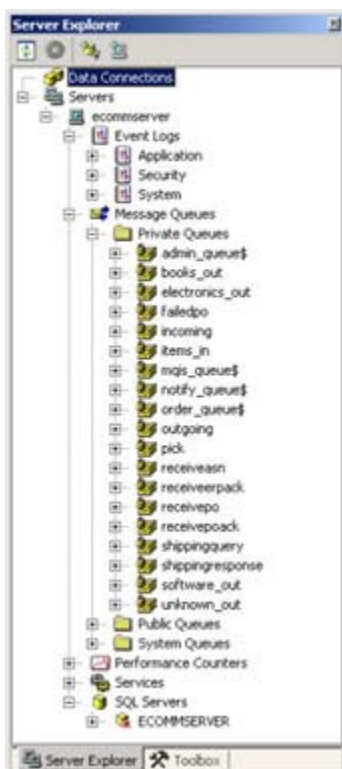 Server Explorer
Data Connections
Servers
ecommserver
Event Logs
Application
Security
System
Message Queues
Private Queues
admin_queue$
books_out
electronics_out
failedpo
incoming
items_in
mqis_queue$
notify_queue$
order_queue$
outgoing
pick
receiveasn
receiveerpack
receivepo
receivepoack
shippingquery
shippingresponse
software_out
unknown_out
Public Queues
System Queues
Performance Counters
Services
SQL Servers
ECOMMSERVER
Server Explorer Toolbox